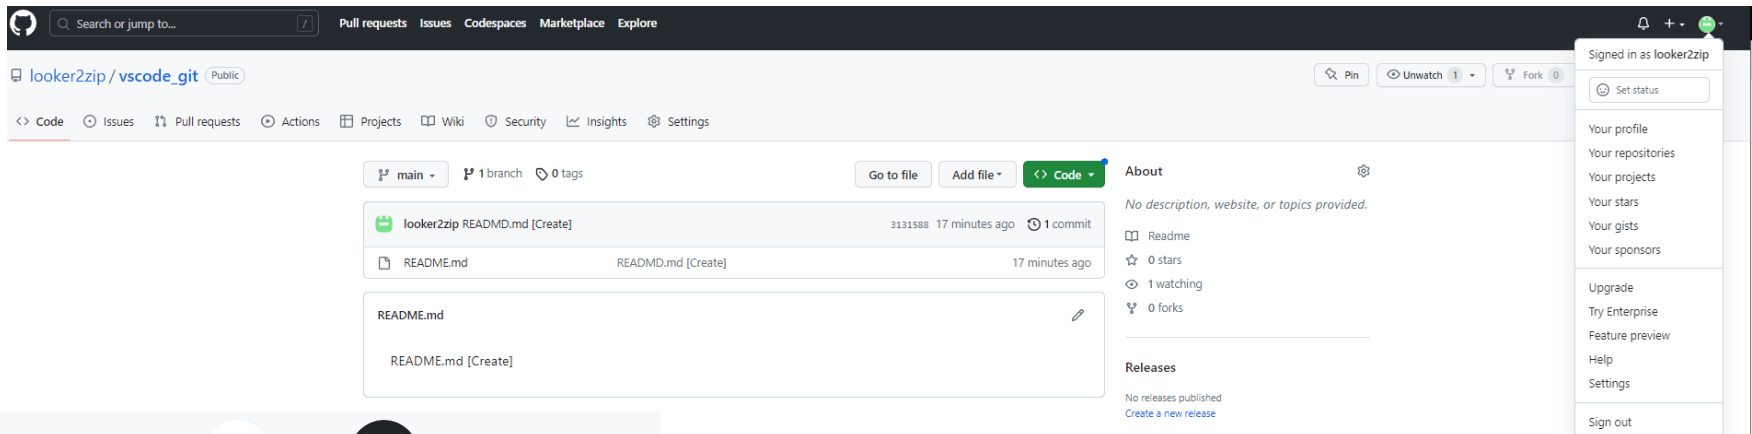 Search or jump to... /
Pull requests Issues Codespaces Marketplace Explore
looker2zip / vscode_git Public
Pin
Unwatch 1
Fork 0
Code Issues Pull requests Actions Projects Wiki Security Insights Settings
main 1 branch 0 tags
Go to file Add file Code
looker2zip READMD.md [Create] 3131588 17 minutes ago 1 commit
README.md READMD.md [Create] 17 minutes ago
README.md
README.md [Create]
About
No description, website, or topics provided.
Readme
0 stars
1 watching
0 forks
Releases
No releases published
Create a new release
Signed in as looker2zip
Set status
Your profile
Your repositories
Your projects
Your stars
Your gists
Your sponsors
Upgrade
Try Enterprise
Feature preview
Help
Settings
Sign out